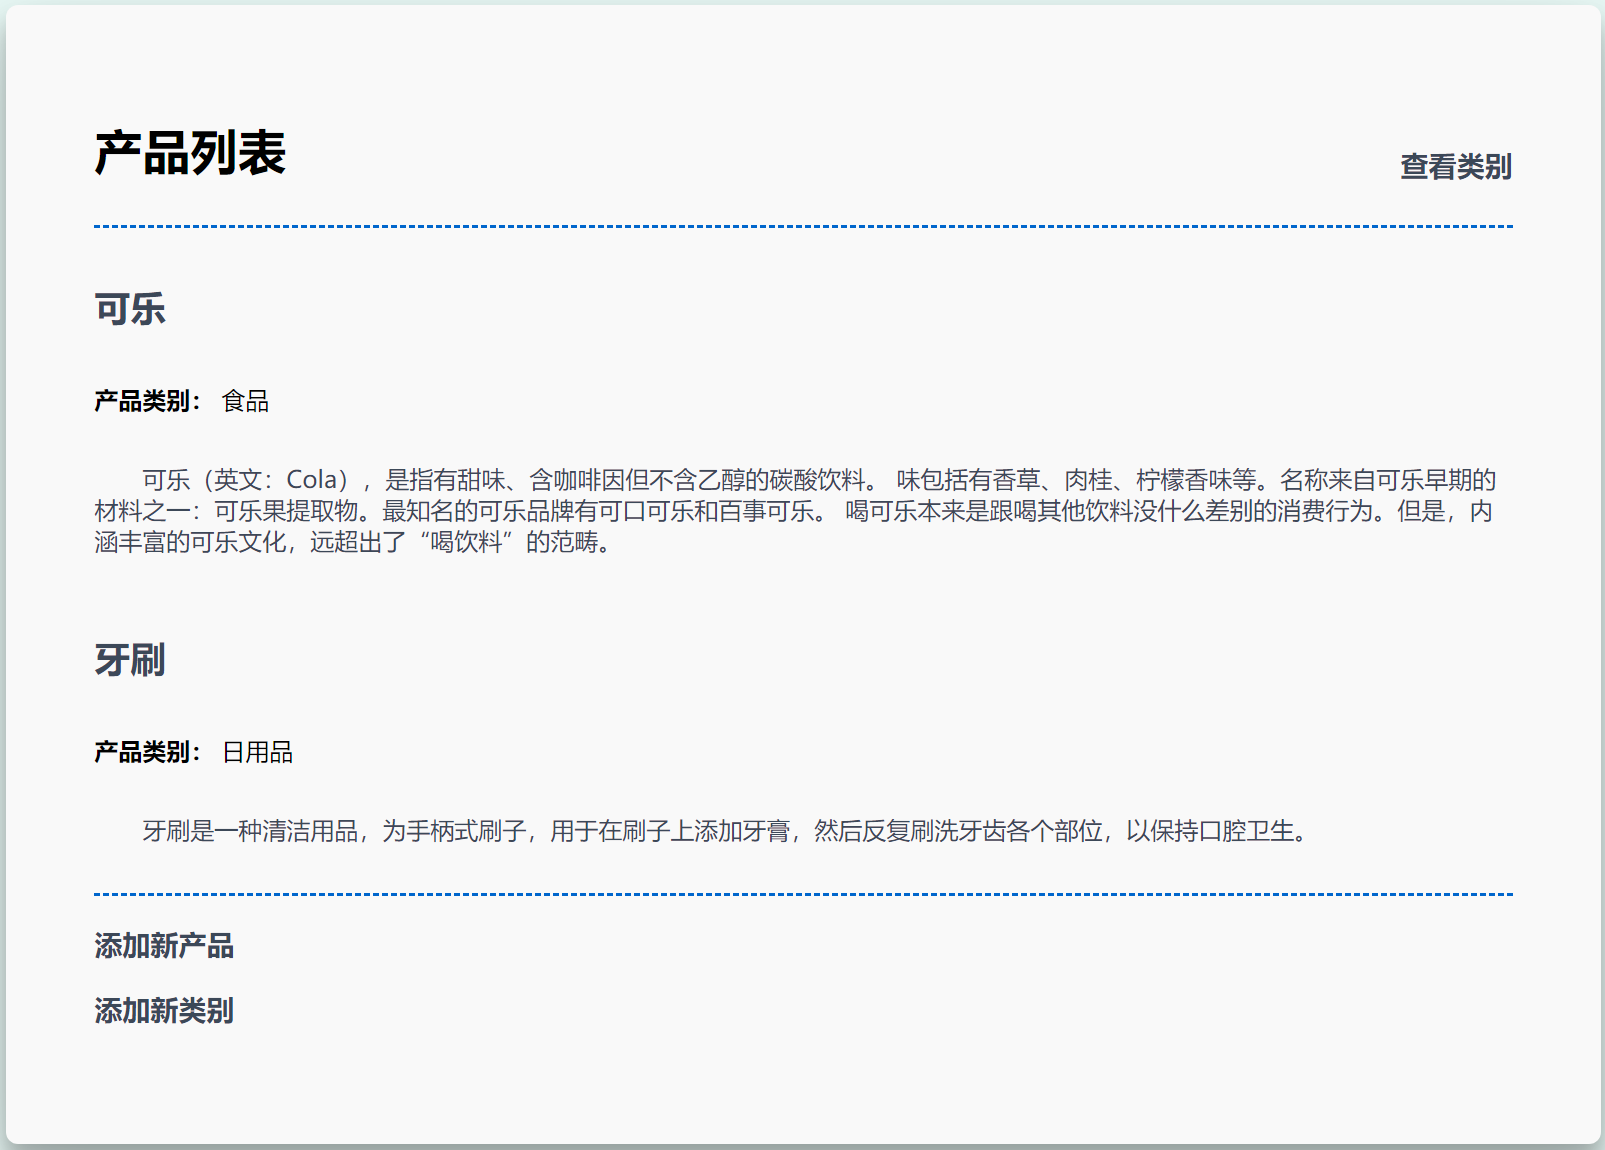 产品列表
查看类别
可乐
产品类别： 食品
可乐（英文：Cola），是指有甜味、含咖啡因但不含乙醇的碳酸饮料。 味包括有香草、肉桂、柠檬香味等。名称来自可乐早期的
材料之一：可乐果提取物。最知名的可乐品牌有可口可乐和百事可乐。 喝可乐本来是跟喝其他饮料没什么差别的消费行为。但是，内
涵丰富的可乐文化，远超出了“喝饮料”的范畴。
牙刷
产品类别： 日用品
牙刷是一种清洁用品，为手柄式刷子，用于在刷子上添加牙膏，然后反复刷洗牙齿各个部位，以保持口腔卫生。
添加新产品
添加新类别